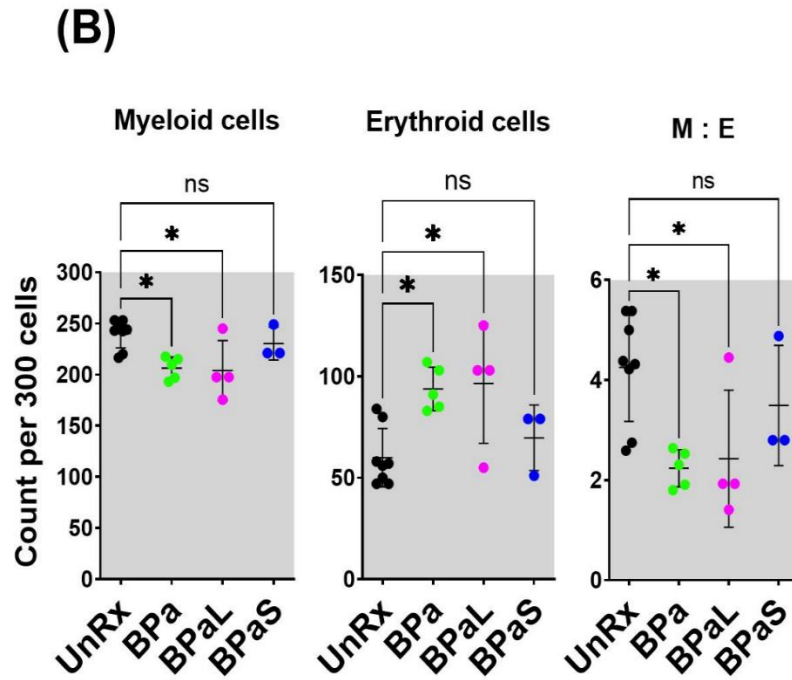 (B)
Myeloid cells
Erythroid cells
M : E
ns
ns
ns
*
*
*
*
*
*
Count per 300 cells
300
250
200
150
100
50
0
150
100
50
0
6
4
2
0
UnRx
BPa
BPaL
BPaS
UnRx
BPa
BPaL
BPaS
UnRx
BPa
BPaL
BPaS